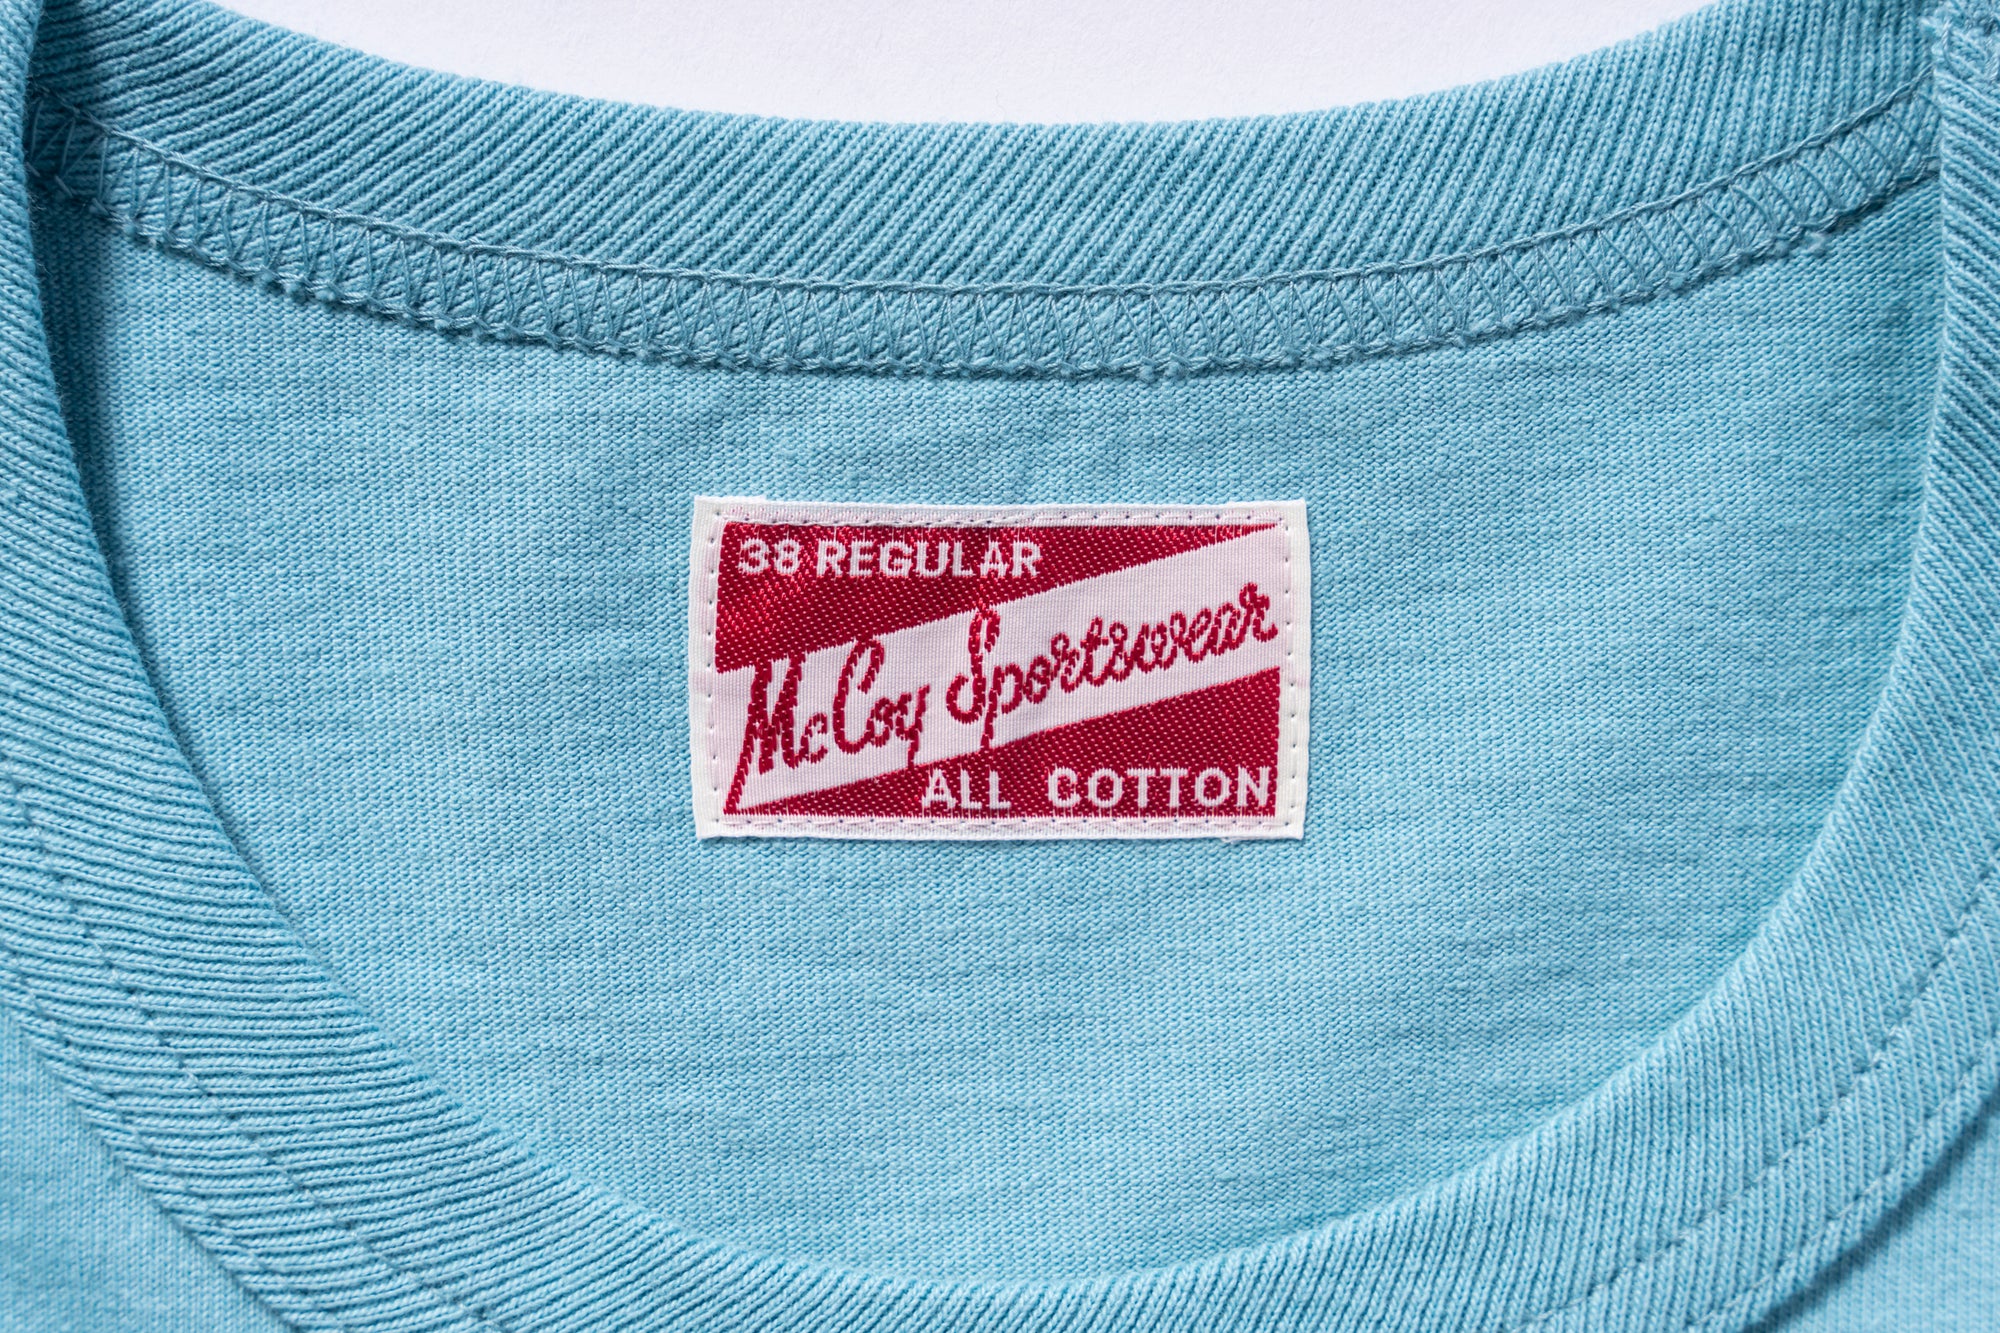 38 REGULAR
McCoy Sportswear
ALL COTTON